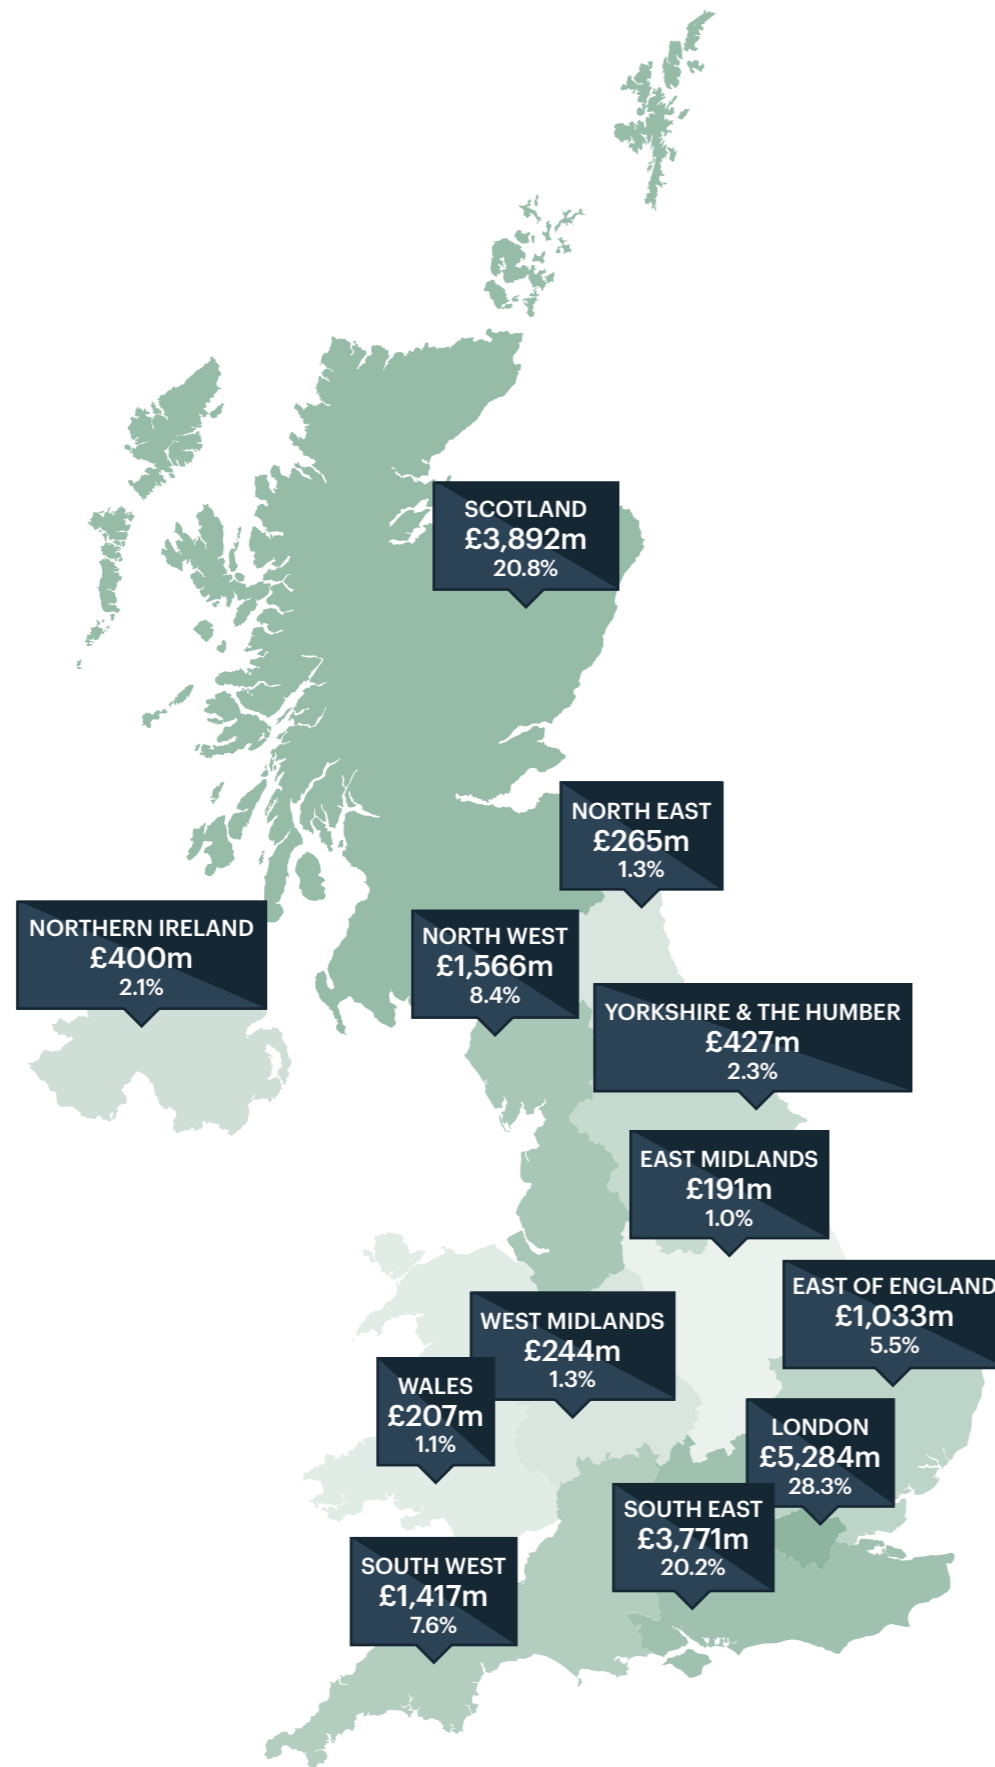 SCOTLAND
£3,892m
20.8%
NORTH EAST
£265m
1.3%
NORTHERN IRELAND
£400m
2.1%
NORTH WEST
£1,566m
8.4%
YORKSHIRE & THE HUMBER
£427m
2.3%
EAST MIDLANDS
£191m
1.0%
EAST OF ENGLAND
£1,033m
5.5%
WEST MIDLANDS
£244m
1.3%
WALES
£207m
1.1%
LONDON
£5,284m
28.3%
SOUTH EAST
£3,771m
20.2%
SOUTH WEST
£1,417m
7.6%